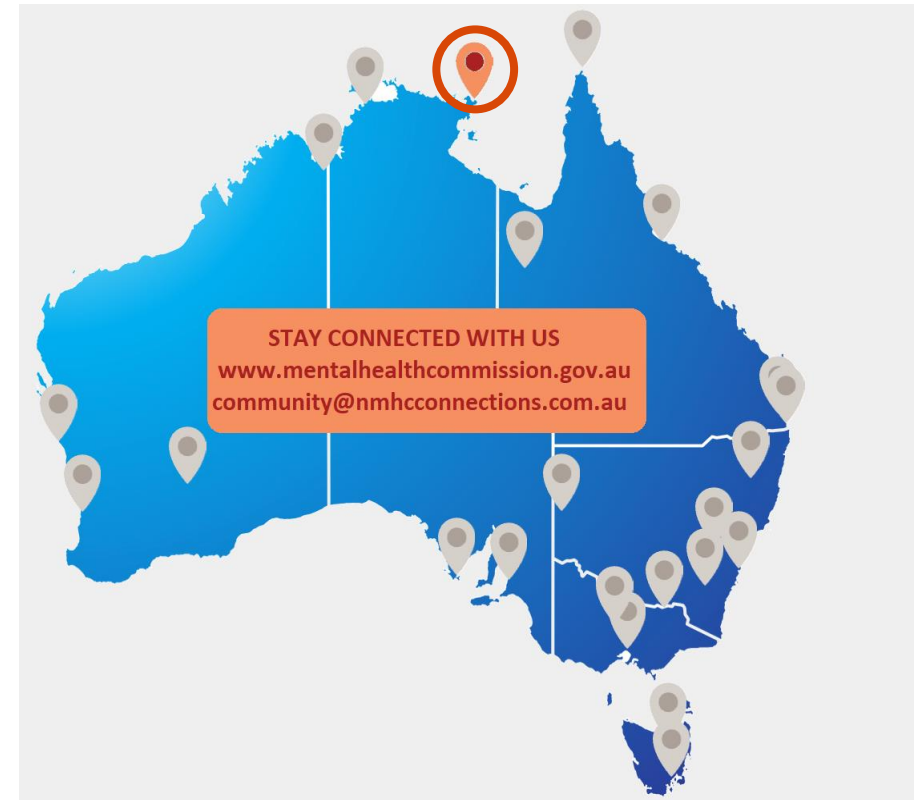 STAY CONNECTED WITH US
www.mentalhealthcommission.gov.au
community@nmhcconnections.com.au